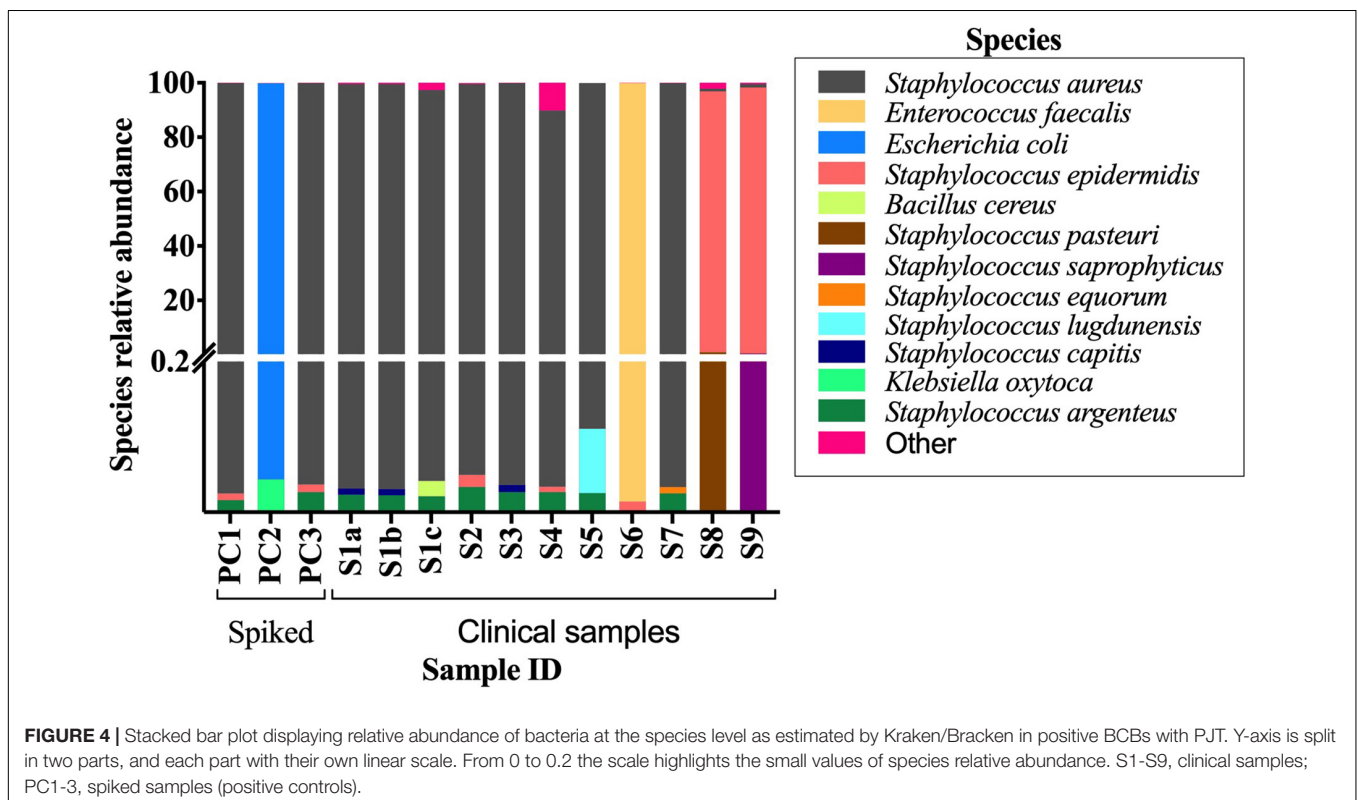 Species
Staphylococcus aureus
Enterococcus faecalis
Escherichia coli
Staphylococcus epidermidis
Bacillus cereus
Staphylococcus pasteuri
Staphylococcus saprophyticus
Staphylococcus equorum
Staphylococcus lugdunensis
Staphylococcus capitis
Klebsiella oxytoca
Staphylococcus argenteus
Other
Species relative abundance
100
80
60
40
20
0.2
PC1 PC2 PC3 S1a S1b S1c S2 S3 S4 S5 S6 S7 S8 S9
Spiked Clinical samples
Sample ID
FIGURE 4 | Stacked bar plot displaying relative abundance of bacteria at the species level as estimated by Kraken/Bracken in positive BCBs with PJT. Y-axis is split
in two parts, and each part with their own linear scale. From 0 to 0.2 the scale highlights the small values of species relative abundance. S1-S9, clinical samples;
PC1-3, spiked samples (positive controls).